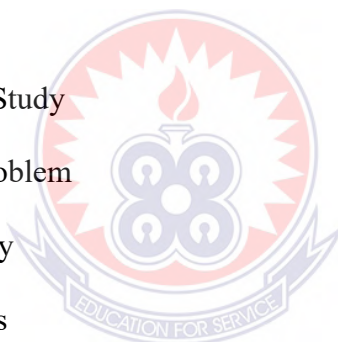 Study
oblem
y
s
EDUCATION FOR SERVICE